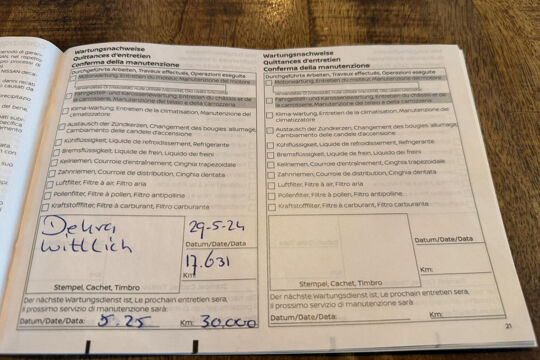 NISSAN
Wartungsnachweise
Quittances d'entretien
Conferma della manutenzione
Durchgeführte Arbeiten, Travaux effectués, Operazioni eseguite
Motorwartung, Entretien du moteur, Manutenzione del motore
Fahrgestell- und Karosseriewartung, Entretien du châssis et de
la carrosserie, Manutenzione del telaio e della carrozzeria
Klima-Wartung, Entretien de la climatisation, Manutenzione del
climatizzatore
Austausch der Zündkerzen, Changement des bougies allumage,
Cambiamento delle candele d'accensione
Kühlflüssigkeit, Liquide de refroidissement, Refrigerante
Bremsflüssigkeit, Liquide de frein, Liquido dei freni
Keilriemen, Courroie d'entraînement, Cinghia trapezoidale
Zahnriemen, Courroie de distribution, Cinghia dentata
Luftfilter, Filtre à air, Filtro aria
Pollenfilter, Filtre à pollen, Filtro antipolline
Kraftstofffilter, Filtre à carburant, Filtro carburante
Wittlich
29-5-24
Datum/Date/Data
17.631
Km:
Stempel, Cachet, Timbro
Der nächste Wartungsdienst ist, Le prochain entretien sera,
Il prossimo servizio di manutenzione sarà:
Datum/Date/Data: 5.25 Km: 30.000
Wartungsnachweise
Quittances d'entretien
Conferma della manutenzione
Durchgeführte Arbeiten, Travaux effectués, Operazioni eseguite
Motorwartung, Entretien du moteur, Manutenzione del motore
Fahrgestell- und Karosseriewartung, Entretien du châssis et de
la carrosserie, Manutenzione del telaio e della carrozzeria
Klima-Wartung, Entretien de la climatisation, Manutenzione del
climatizzatore
Austausch der Zündkerzen, Changement des bougies allumage,
Cambiamento delle candele d'accensione
Kühlflüssigkeit, Liquide de refroidissement, Refrigerante
Bremsflüssigkeit, Liquide de frein, Liquido dei freni
Keilriemen, Courroie d'entraînement, Cinghia trapezoidale
Zahnriemen, Courroie de distribution, Cinghia dentata
Luftfilter, Filtre à air, Filtro aria
Pollenfilter, Filtre à pollen, Filtro antipolline
Kraftstofffilter, Filtre à carburant, Filtro carburante
Datum/Date/Data
Km:
Stempel, Cachet, Timbro
Der nächste Wartungsdienst ist, Le prochain entretien sera,
Il prossimo servizio di manutenzione sarà:
Datum/Date/Data: Km:
21